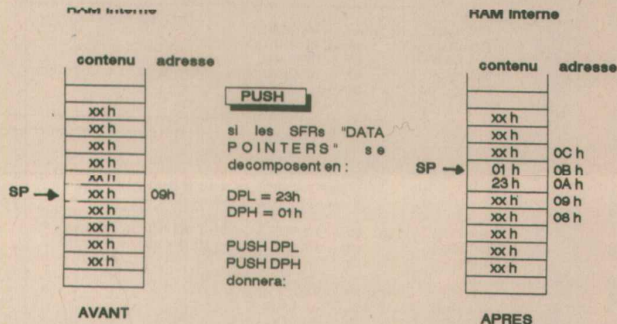 RAM Interne
contenu adresse
xx h
xx h
xx h
xx h
xx h
SP → xx h 09h
xx h
xx h
xx h
xx h
AVANT
PUSH
si les SFRs "DATA
POINTERS" se
decomposent en :
DPL = 23h
DPH = 01h
PUSH DPL
PUSH DPH
donnera:
RAM Interne
contenu adresse
xx h
xx h
xx h 0C h
SP → 01 h 0B h
23 h 0A h
xx h 09 h
xx h 08 h
xx h
xx h
xx h
APRES